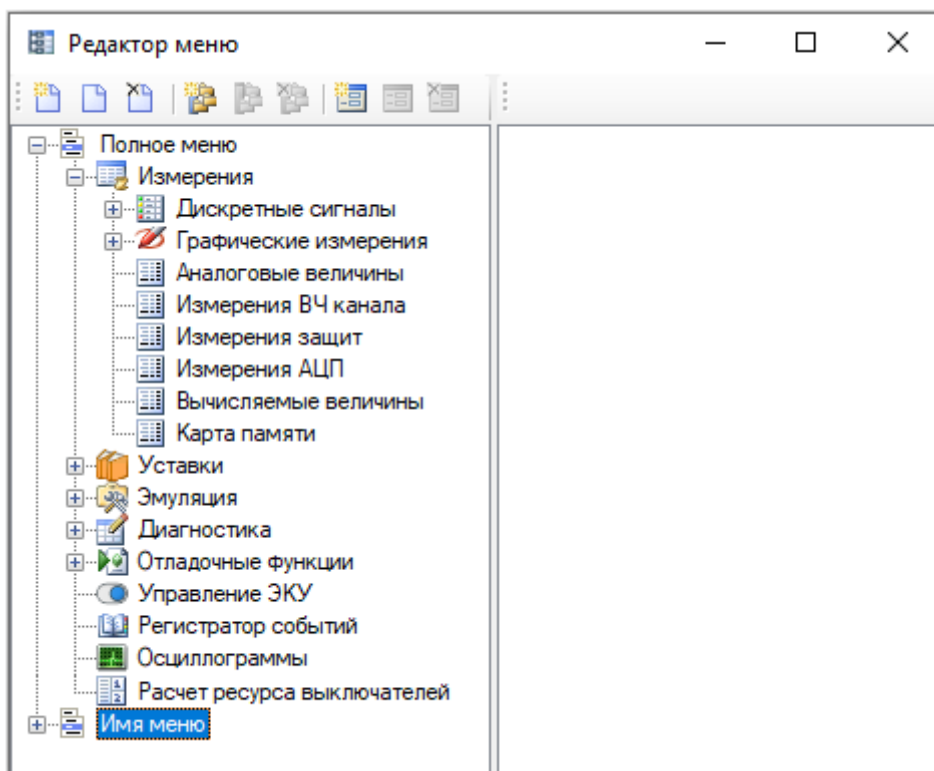 Редактор меню
Полное меню
Измерения
Дискретные сигналы
Графические измерения
Аналоговые величины
Измерения ВЧ канала
Измерения защит
Измерения АЦП
Вычисляемые величины
Карта памяти
Уставки
Эмуляция
Диагностика
Отладочные функции
Управление ЭКУ
Регистратор событий
Осциллограммы
Расчет ресурса выключателей
Имя меню